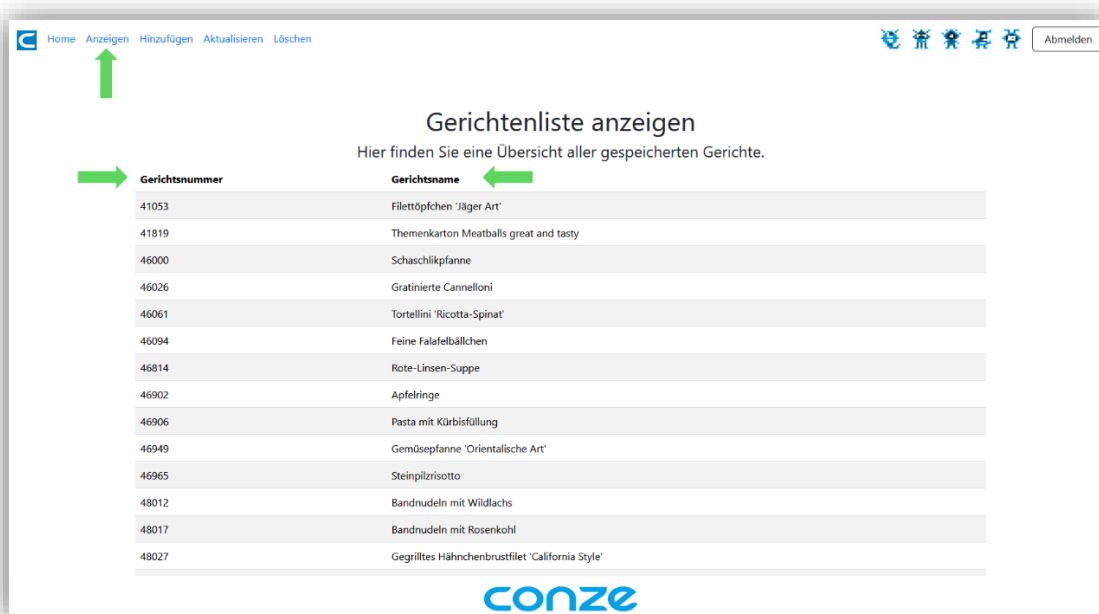 Home Anzeigen Hinzufügen Aktualisieren Löschen Abmelden
Gerichtenliste anzeigen
Hier finden Sie eine Übersicht aller gespeicherten Gerichte.
Gerichtsnummer Gerichtsname
41053 Filettöpfchen 'Jäger Art'
41819 Themenkarton Meatballs great and tasty
46000 Schaschlikpfanne
46026 Gratinierte Cannelloni
46061 Tortellini 'Ricotta-Spinat'
46094 Feine Falafelbällchen
46814 Rote-Linsen-Suppe
46902 Apfelringe
46906 Pasta mit Kürbisfüllung
46949 Gemüsepfanne 'Orientalische Art'
46965 Steinpilzrisotto
48012 Bandnudeln mit Wildlachs
48017 Bandnudeln mit Rosenkohl
48027 Gegrilltes Hähnchenbrustfilet 'California Style'
conze